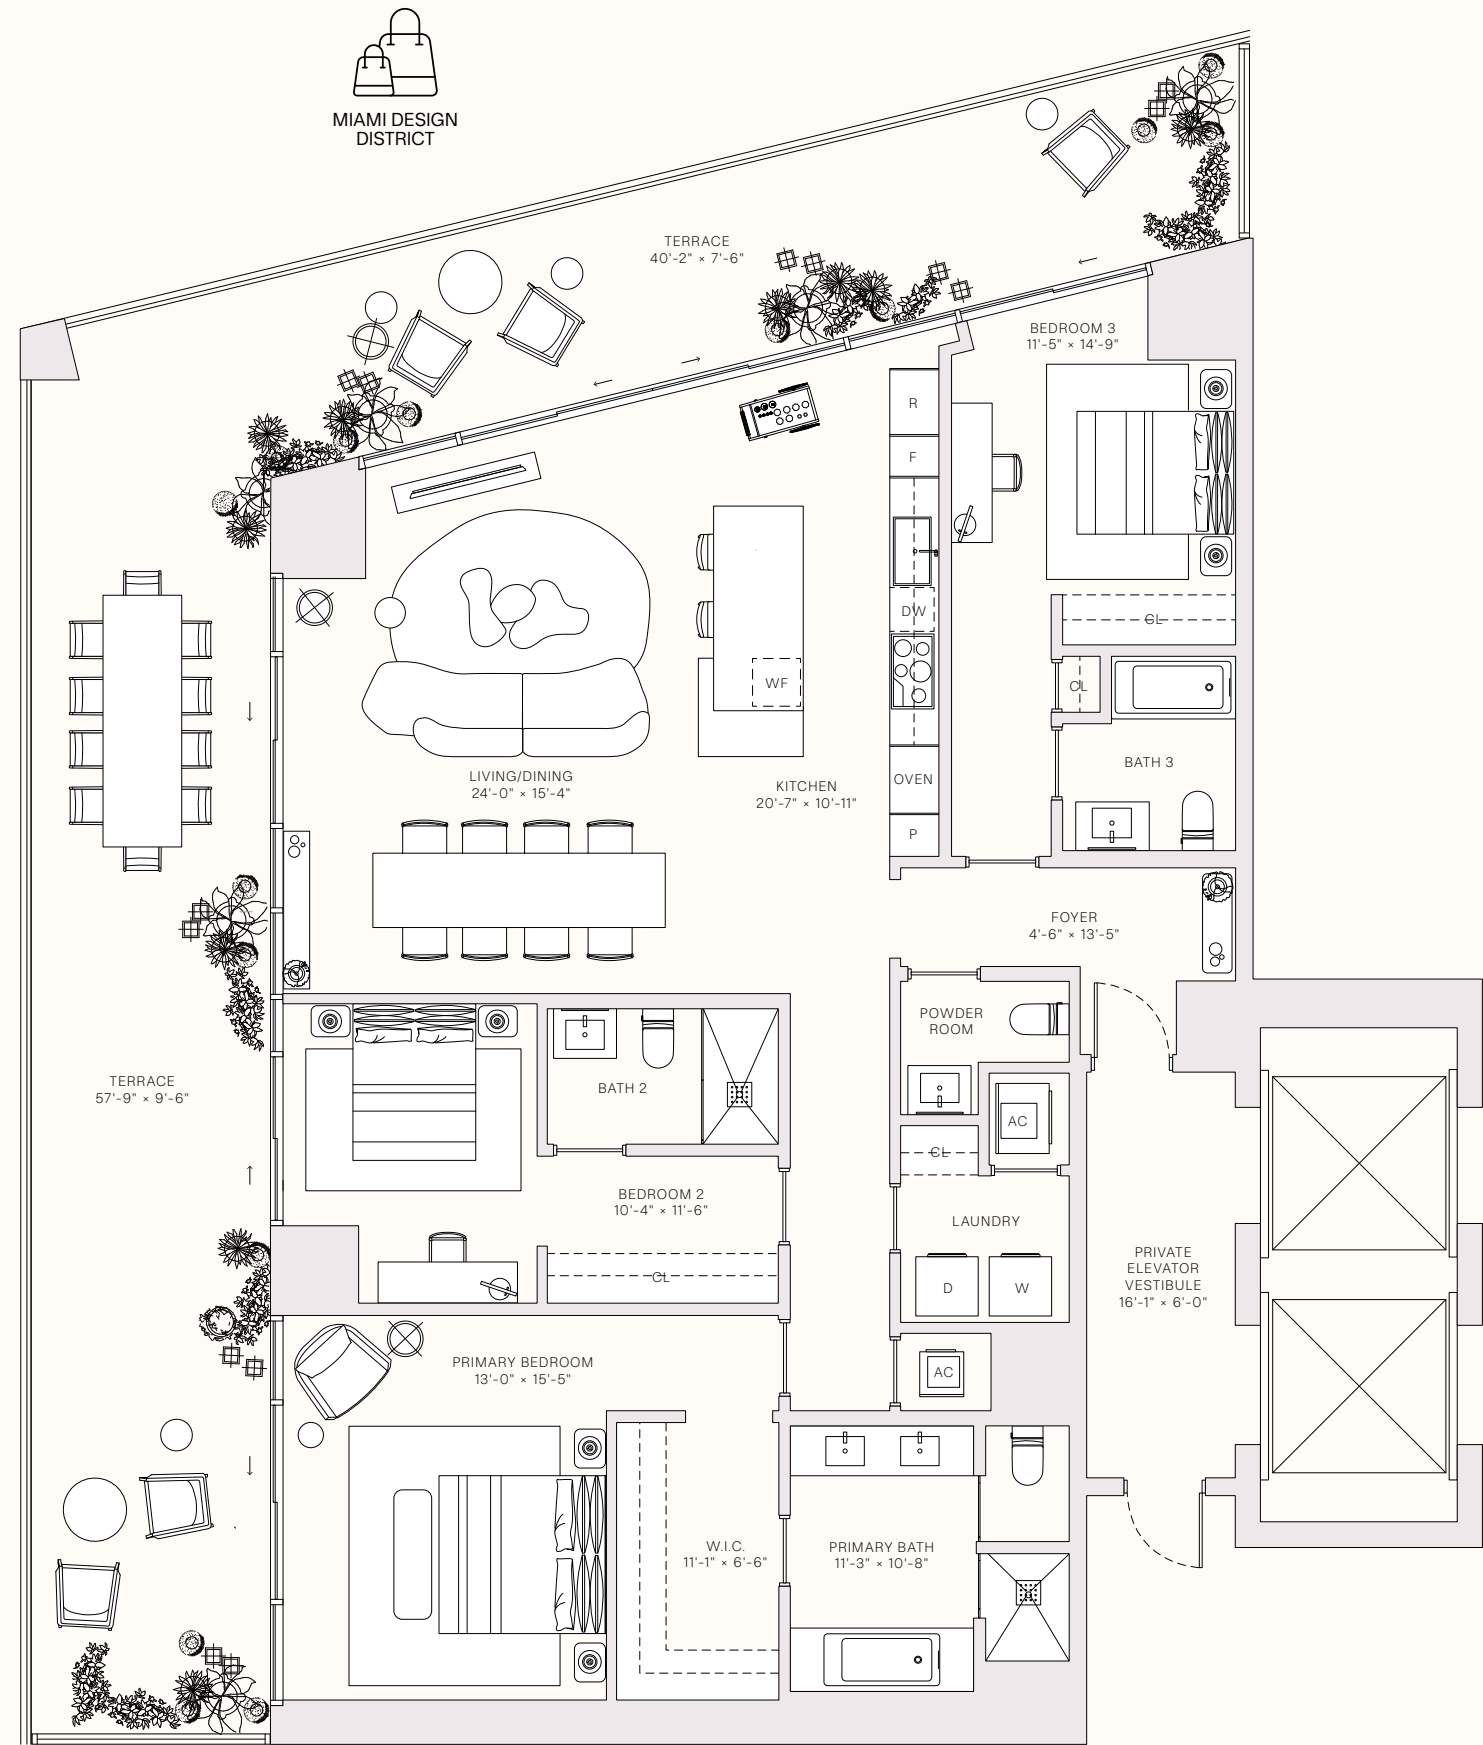 MIAMI DESIGN
DISTRICT
TERRACE
40'-2" × 7'-6"
BEDROOM 3
11'-5" × 14'-9"
R
F
DW
CL
CL
WF
BATH 3
LIVING/DINING
24'-0" × 15'-4"
KITCHEN
20'-7" × 10'-11"
OVEN
P
FOYER
4'-6" × 13'-5"
POWDER
ROOM
TERRACE
57'-9" × 9'-6"
BATH 2
AC
CL
BEDROOM 2
10'-4" × 11'-6"
LAUNDRY
CL
D
W
PRIVATE
ELEVATOR
VESTIBULE
16'-1" × 6'-0"
PRIMARY BEDROOM
13'-0" × 15'-5"
AC
W.I.C.
11'-1" × 6'-6"
PRIMARY BATH
11'-3" × 10'-8"